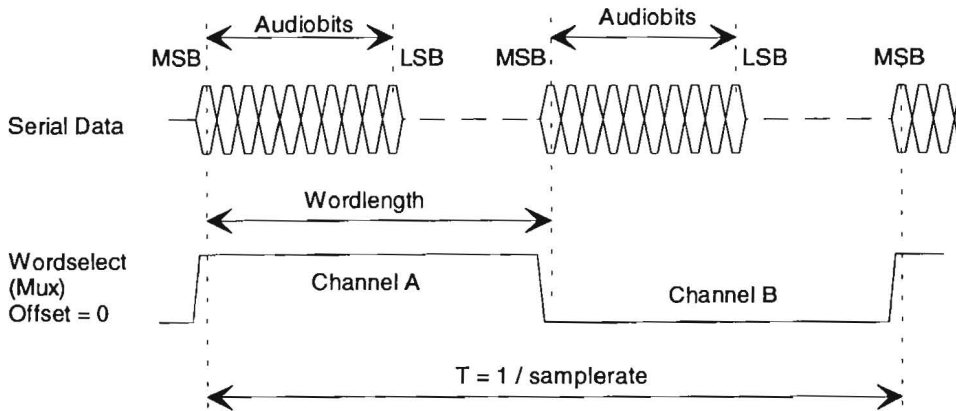 Audiobits
Audiobits
MSB
LSB
MSB
LSB
MSB
Serial Data
Wordlength
Wordselect
(Mux)
Offset = 0
Channel A
Channel B
T = 1 / samplerate